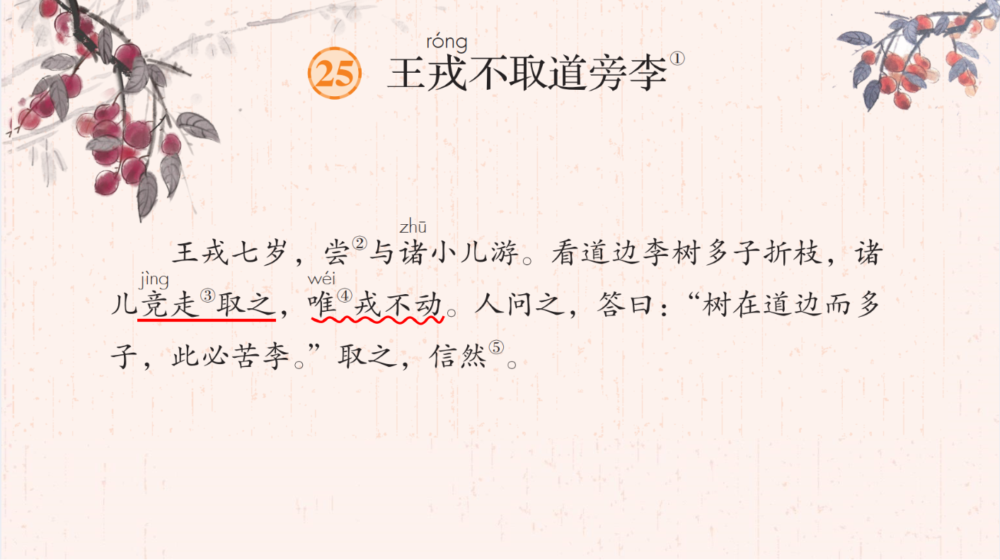 róng
25 王戎不取道旁李①
zhū
王戎七岁，尝②与诸小儿游。看道边李树多子折枝，诸
jìng wéi
儿竞走③取之，唯④戎不动。人问之，答曰：“树在道边而多
子，此必苦李。”取之，信然⑤。